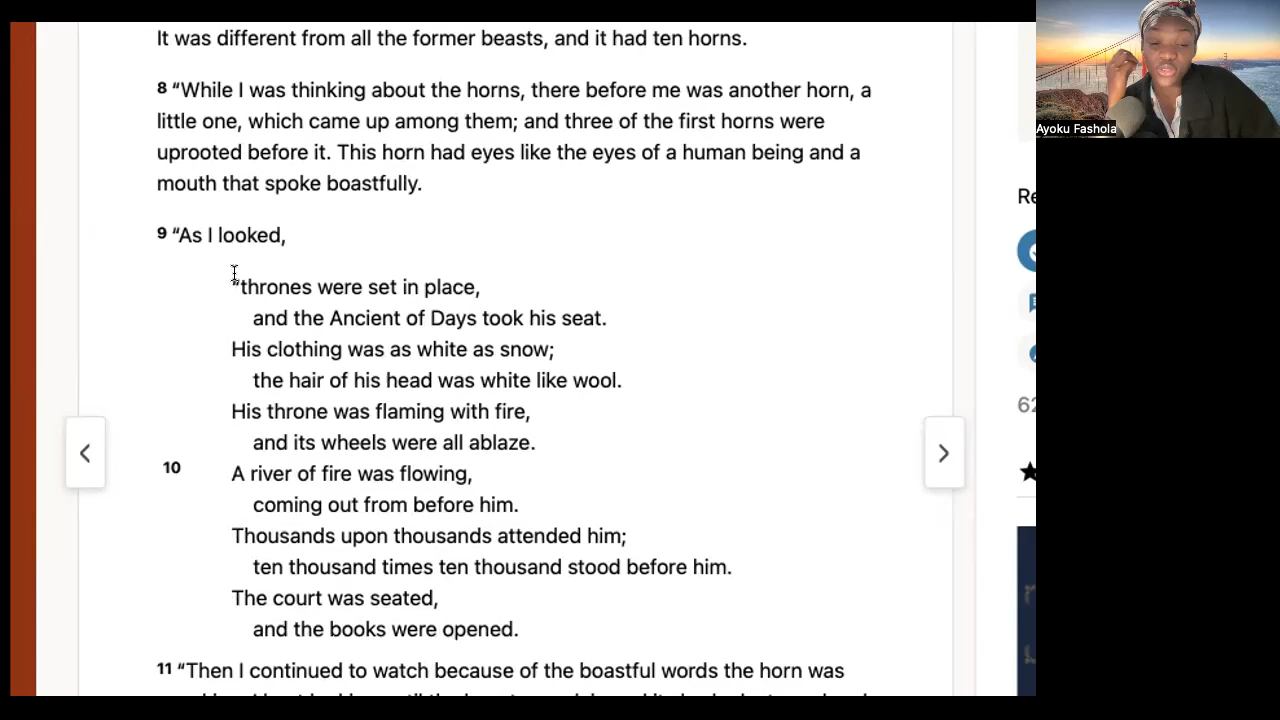 It was different from all the former beasts, and it had ten horns.
8 “While I was thinking about the horns, there before me was another horn, a
little one, which came up among them; and three of the first horns were
uprooted before it. This horn had eyes like the eyes of a human being and a
mouth that spoke boastfully.
9 “As I looked,
“thrones were set in place,
and the Ancient of Days took his seat.
His clothing was as white as snow;
the hair of his head was white like wool.
His throne was flaming with fire,
and its wheels were all ablaze.
10 A river of fire was flowing,
coming out from before him.
Thousands upon thousands attended him;
ten thousand times ten thousand stood before him.
The court was seated,
and the books were opened.
11 “Then I continued to watch because of the boastful words the horn was
Ayoku Fashola
Re
62